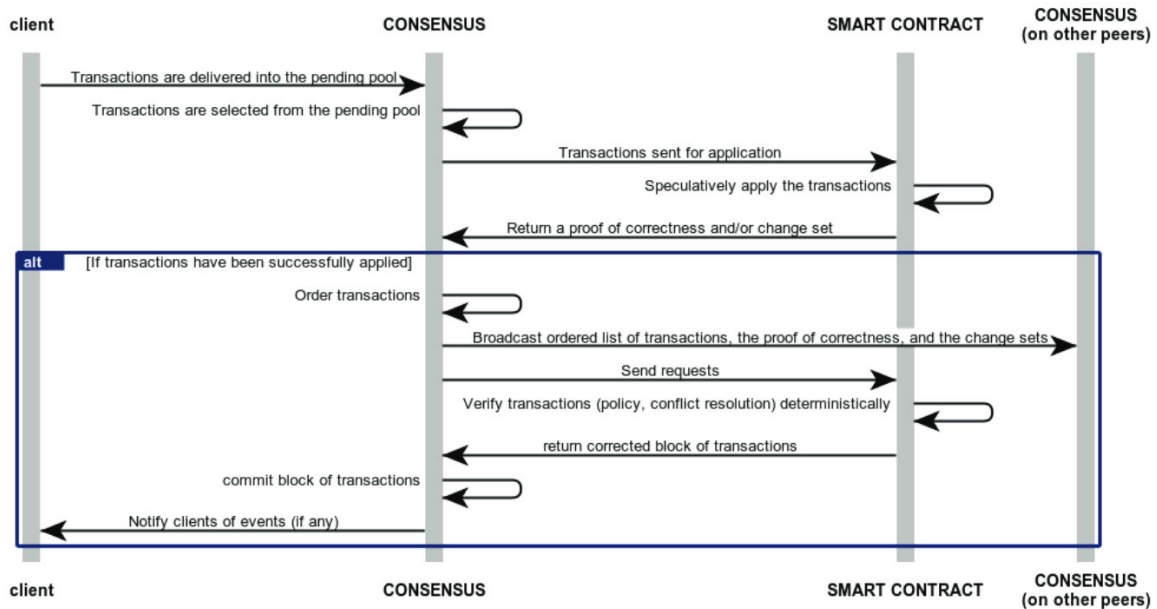 client
CONSENSUS
SMART CONTRACT
CONSENSUS
(on other peers)
Transactions are delivered into the pending pool
Transactions are selected from the pending pool
Transactions sent for application
Speculatively apply the transactions
Return a proof of correctness and/or change set
alt
[If transactions have been successfully applied]
Order transactions
Broadcast ordered list of transactions, the proof of correctness, and the change sets
Send requests
Verify transactions (policy, conflict resolution) deterministically
return corrected block of transactions
commit block of transactions
Notify clients of events (if any)
client
CONSENSUS
SMART CONTRACT
CONSENSUS
(on other peers)